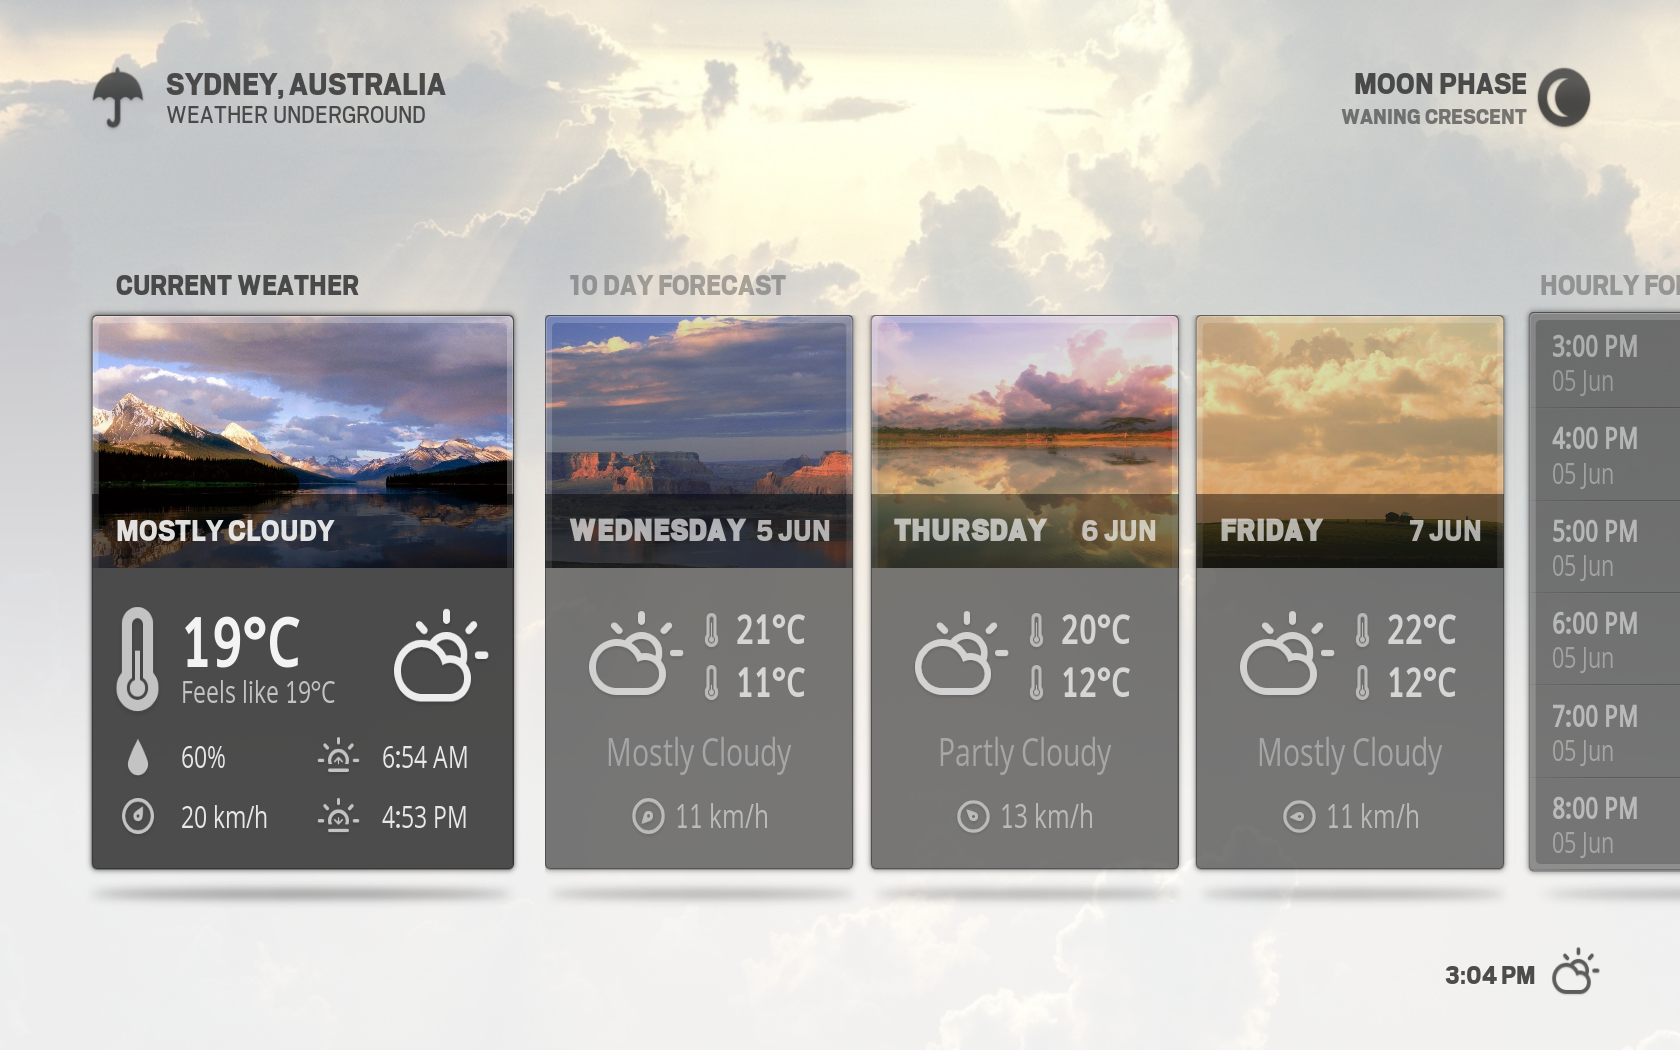 SYDNEY, AUSTRALIA
WEATHER UNDERGROUND
MOON PHASE
WANING CRESCENT
CURRENT WEATHER
MOSTLY CLOUDY
19°C
Feels like 19°C
60%
6:54 AM
20 km/h
4:53 PM
10 DAY FORECAST
WEDNESDAY 5 JUN
21°C
11°C
Mostly Cloudy
11 km/h
THURSDAY 6 JUN
20°C
12°C
Partly Cloudy
13 km/h
FRIDAY 7 JUN
22°C
12°C
Mostly Cloudy
11 km/h
HOURLY
3:00 PM
05 Jun
4:00 PM
05 Jun
5:00 PM
05 Jun
6:00 PM
05 Jun
7:00 PM
05 Jun
8:00 PM
05 Jun
3:04 PM